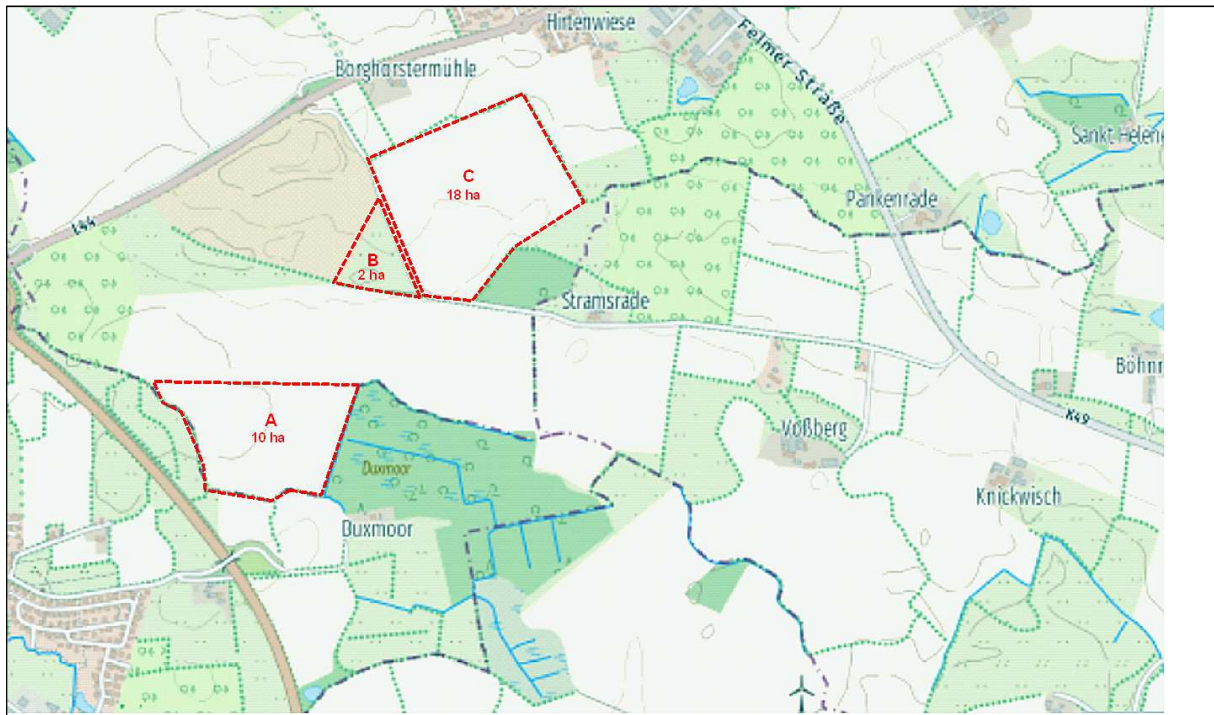 Hirtenwiese
Felmer Straße
Borghorstermühle
Sankt Helene
C
18 ha
Pankenrade
L44
B
2 ha
Stramsrade
Böhnr
A
10 ha
K49
Voßberg
Duxmoor
Knickwisch
Buxmoor